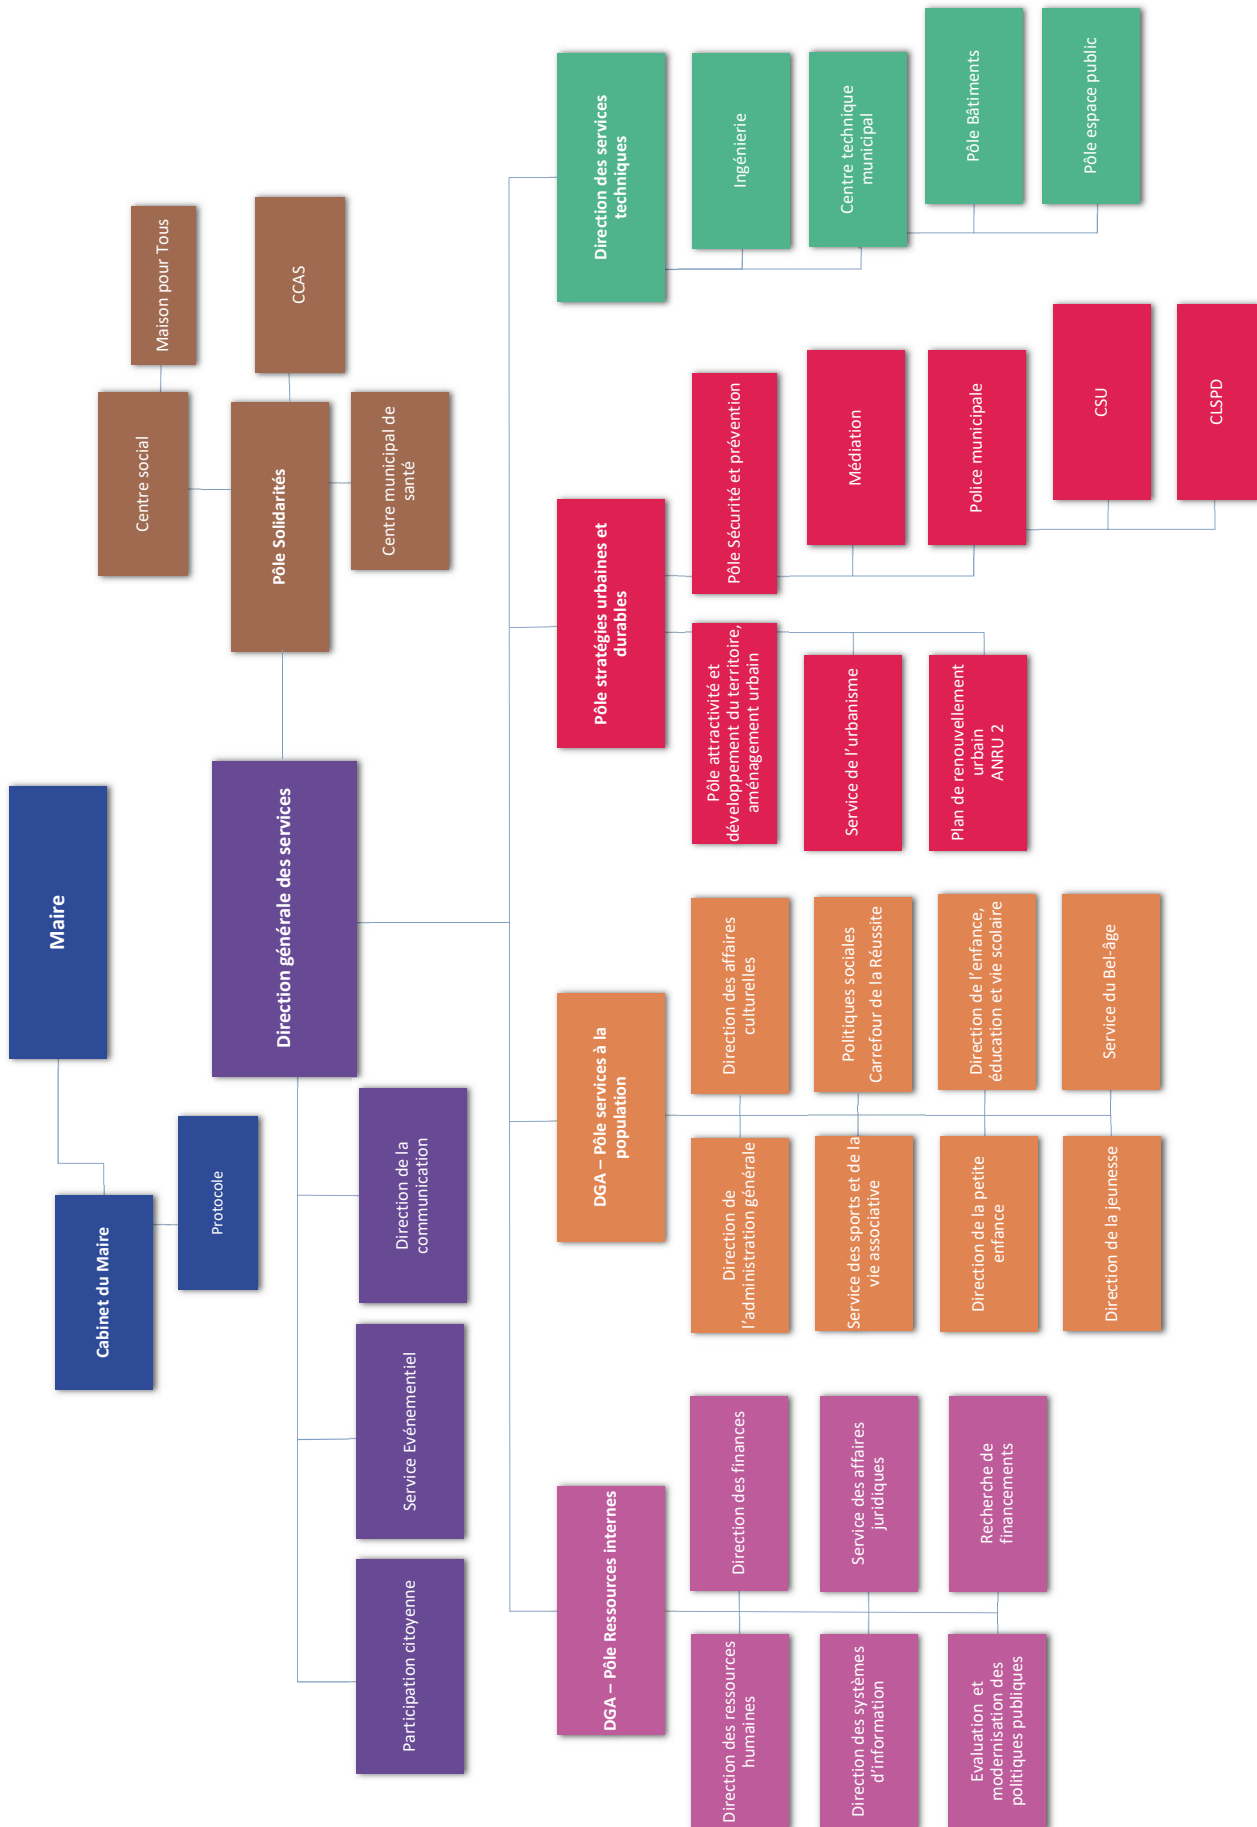 Maire
Cabinet du Maire
Protocole
Direction générale des services
Participation citoyenne
Service Evénementiel
Direction de la
communication
Pôle Solidarités
Centre social
Maison pour Tous
CCAS
Centre municipal de
santé
DGA – Pôle Ressources internes
Direction des ressources
humaines
Direction des finances
Direction des systèmes
d'information
Service des affaires
juridiques
Evaluation et
modernisation des
politiques publiques
Recherche de
financements
DGA – Pôle services à la
population
Direction de
l'administration générale
Direction des affaires
culturelles
Service des sports et de la
vie associative
Politiques sociales
Carrefour de la Réussite
Direction de la petite
enfance
Direction de l'enfance,
éducation et vie scolaire
Direction de la jeunesse
Service du Bel-âge
Pôle stratégies urbaines et
durables
Pôle attractivité et
développement du territoire,
aménagement urbain
Service de l'urbanisme
Plan de renouvellement
urbain
ANRU 2
Pôle Sécurité et prévention
Médiation
Police municipale
CSU
CLSPD
Direction des services
techniques
Ingénierie
Centre technique
municipal
Pôle Bâtiments
Pôle espace public